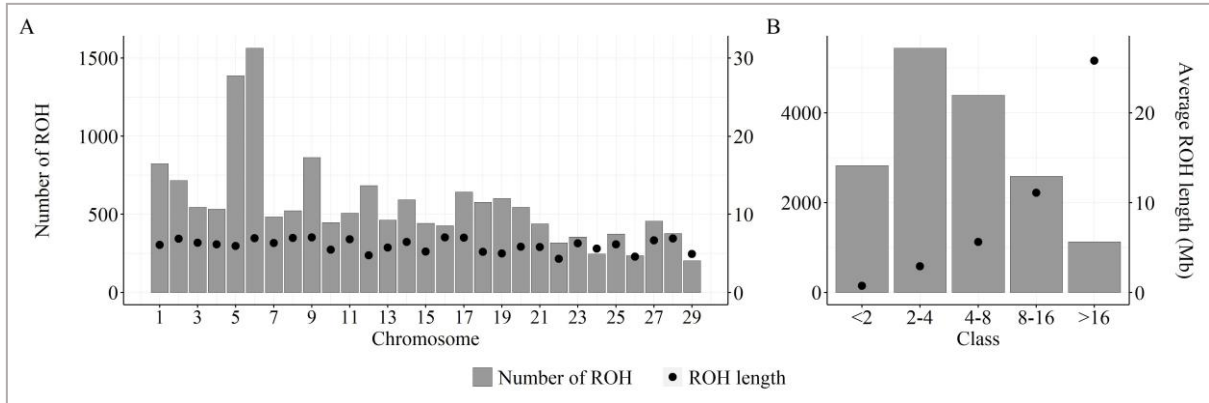 A
B
Number of ROH
1500
1000
500
0
30
20
10
0
1 3 5 7 9 11 13 15 17 19 21 23 25 27 29
Chromosome
4000
2000
0
20
10
0
<2 2-4 4-8 8-16 >16
Class
Average ROH length (Mb)
Number of ROH ROH length